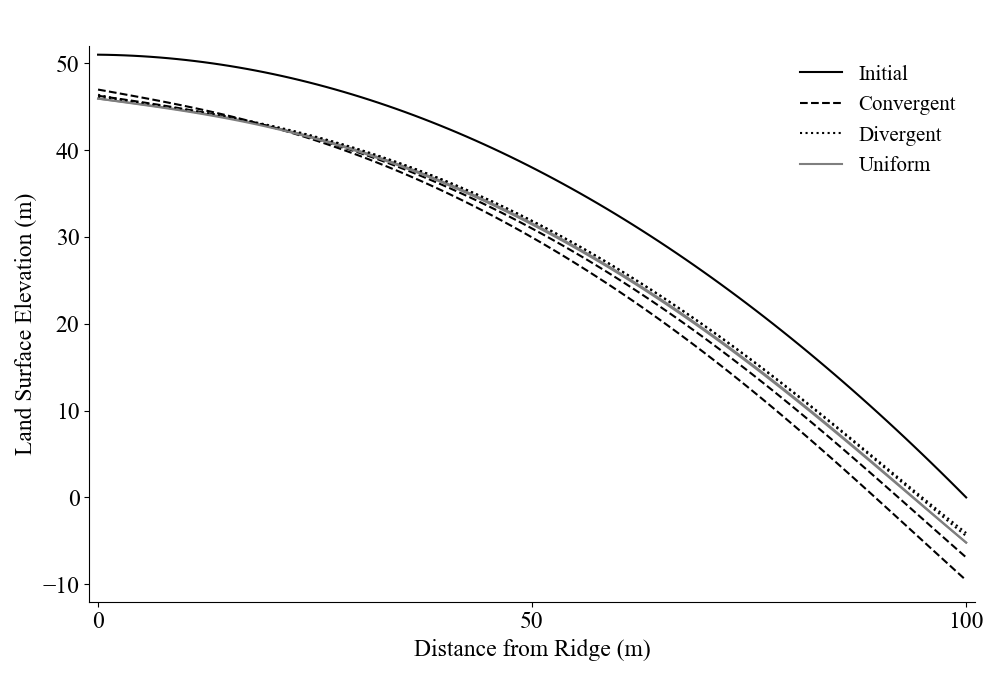 50
40
30
20
10
0
−10
Land Surface Elevation (m)
Initial
Convergent
Divergent
Uniform
0
50
100
Distance from Ridge (m)